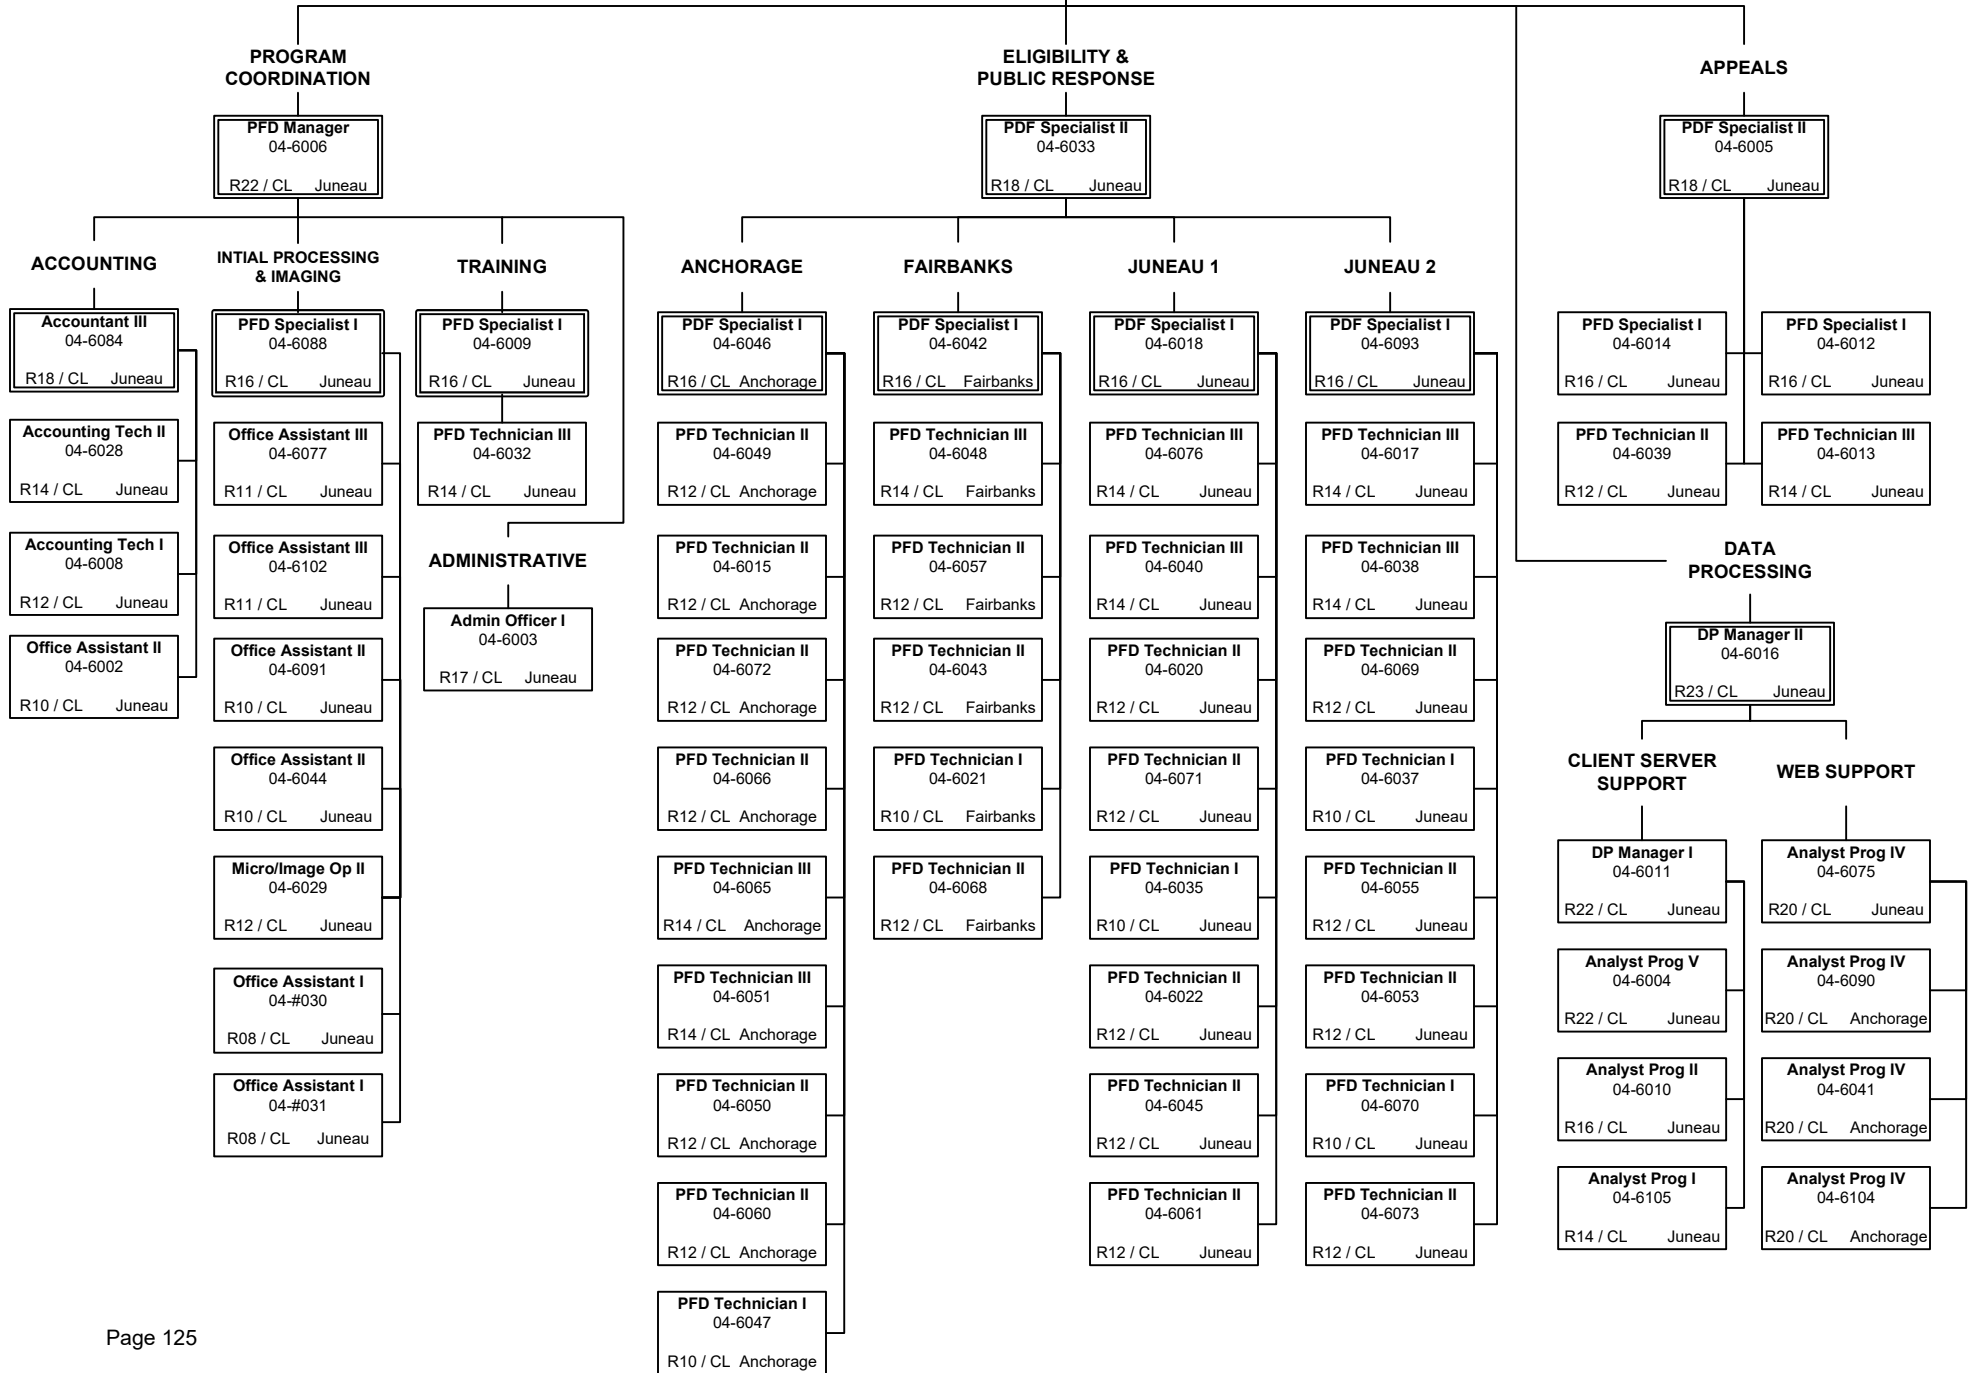 PROGRAM
COORDINATION
PFD Manager
04-6006
R22 / CL Juneau
ACCOUNTING
Accountant III
04-6084
R18 / CL Juneau
Accounting Tech II
04-6028
R14 / CL Juneau
Accounting Tech I
04-6008
R12 / CL Juneau
Office Assistant II
04-6002
R10 / CL Juneau
INTIAL PROCESSING
& IMAGING
PFD Specialist I
04-6088
R16 / CL Juneau
Office Assistant III
04-6077
R11 / CL Juneau
Office Assistant III
04-6102
R11 / CL Juneau
Office Assistant II
04-6091
R10 / CL Juneau
Office Assistant II
04-6044
R10 / CL Juneau
Micro/Image Op II
04-6029
R12 / CL Juneau
Office Assistant I
04-#030
R08 / CL Juneau
Office Assistant I
04-#031
R08 / CL Juneau
TRAINING
PFD Specialist I
04-6009
R16 / CL Juneau
PFD Technician III
04-6032
R14 / CL Juneau
ADMINISTRATIVE
Admin Officer I
04-6003
R17 / CL Juneau
ELIGIBILITY &
PUBLIC RESPONSE
PDF Specialist II
04-6033
R18 / CL Juneau
ANCHORAGE
PDF Specialist I
04-6046
R16 / CL Anchorage
PFD Technician II
04-6049
R12 / CL Anchorage
PFD Technician II
04-6015
R12 / CL Anchorage
PFD Technician II
04-6072
R12 / CL Anchorage
PFD Technician II
04-6066
R12 / CL Anchorage
PFD Technician III
04-6065
R14 / CL Anchorage
PFD Technician III
04-6051
R14 / CL Anchorage
PFD Technician II
04-6050
R12 / CL Anchorage
PFD Technician II
04-6060
R12 / CL Anchorage
PFD Technician I
04-6047
R10 / CL Anchorage
FAIRBANKS
PDF Specialist I
04-6042
R16 / CL Fairbanks
PFD Technician III
04-6048
R14 / CL Fairbanks
PFD Technician II
04-6057
R12 / CL Fairbanks
PFD Technician II
04-6043
R12 / CL Fairbanks
PFD Technician I
04-6021
R10 / CL Fairbanks
PFD Technician II
04-6068
R12 / CL Fairbanks
JUNEAU 1
PDF Specialist I
04-6018
R16 / CL Juneau
PFD Technician III
04-6076
R14 / CL Juneau
PFD Technician III
04-6040
R14 / CL Juneau
PFD Technician II
04-6020
R12 / CL Juneau
PFD Technician II
04-6071
R12 / CL Juneau
PFD Technician I
04-6035
R10 / CL Juneau
PFD Technician II
04-6022
R12 / CL Juneau
PFD Technician II
04-6045
R12 / CL Juneau
PFD Technician II
04-6061
R12 / CL Juneau
JUNEAU 2
PDF Specialist I
04-6093
R16 / CL Juneau
PFD Technician III
04-6017
R14 / CL Juneau
PFD Technician III
04-6038
R14 / CL Juneau
PFD Technician II
04-6069
R12 / CL Juneau
PFD Technician I
04-6037
R10 / CL Juneau
PFD Technician II
04-6055
R12 / CL Juneau
PFD Technician II
04-6053
R12 / CL Juneau
PFD Technician I
04-6070
R10 / CL Juneau
PFD Technician II
04-6073
R12 / CL Juneau
APPEALS
PDF Specialist II
04-6005
R18 / CL Juneau
PFD Specialist I
04-6014
R16 / CL Juneau
PFD Specialist I
04-6012
R16 / CL Juneau
PFD Technician II
04-6039
R12 / CL Juneau
PFD Technician III
04-6013
R14 / CL Juneau
DATA
PROCESSING
DP Manager II
04-6016
R23 / CL Juneau
CLIENT SERVER
SUPPORT
DP Manager I
04-6011
R22 / CL Juneau
Analyst Prog V
04-6004
R22 / CL Juneau
Analyst Prog II
04-6010
R16 / CL Juneau
Analyst Prog I
04-6105
R14 / CL Juneau
WEB SUPPORT
Analyst Prog IV
04-6075
R20 / CL Juneau
Analyst Prog IV
04-6090
R20 / CL Anchorage
Analyst Prog IV
04-6041
R20 / CL Anchorage
Analyst Prog IV
04-6104
R20 / CL Anchorage
Page 125